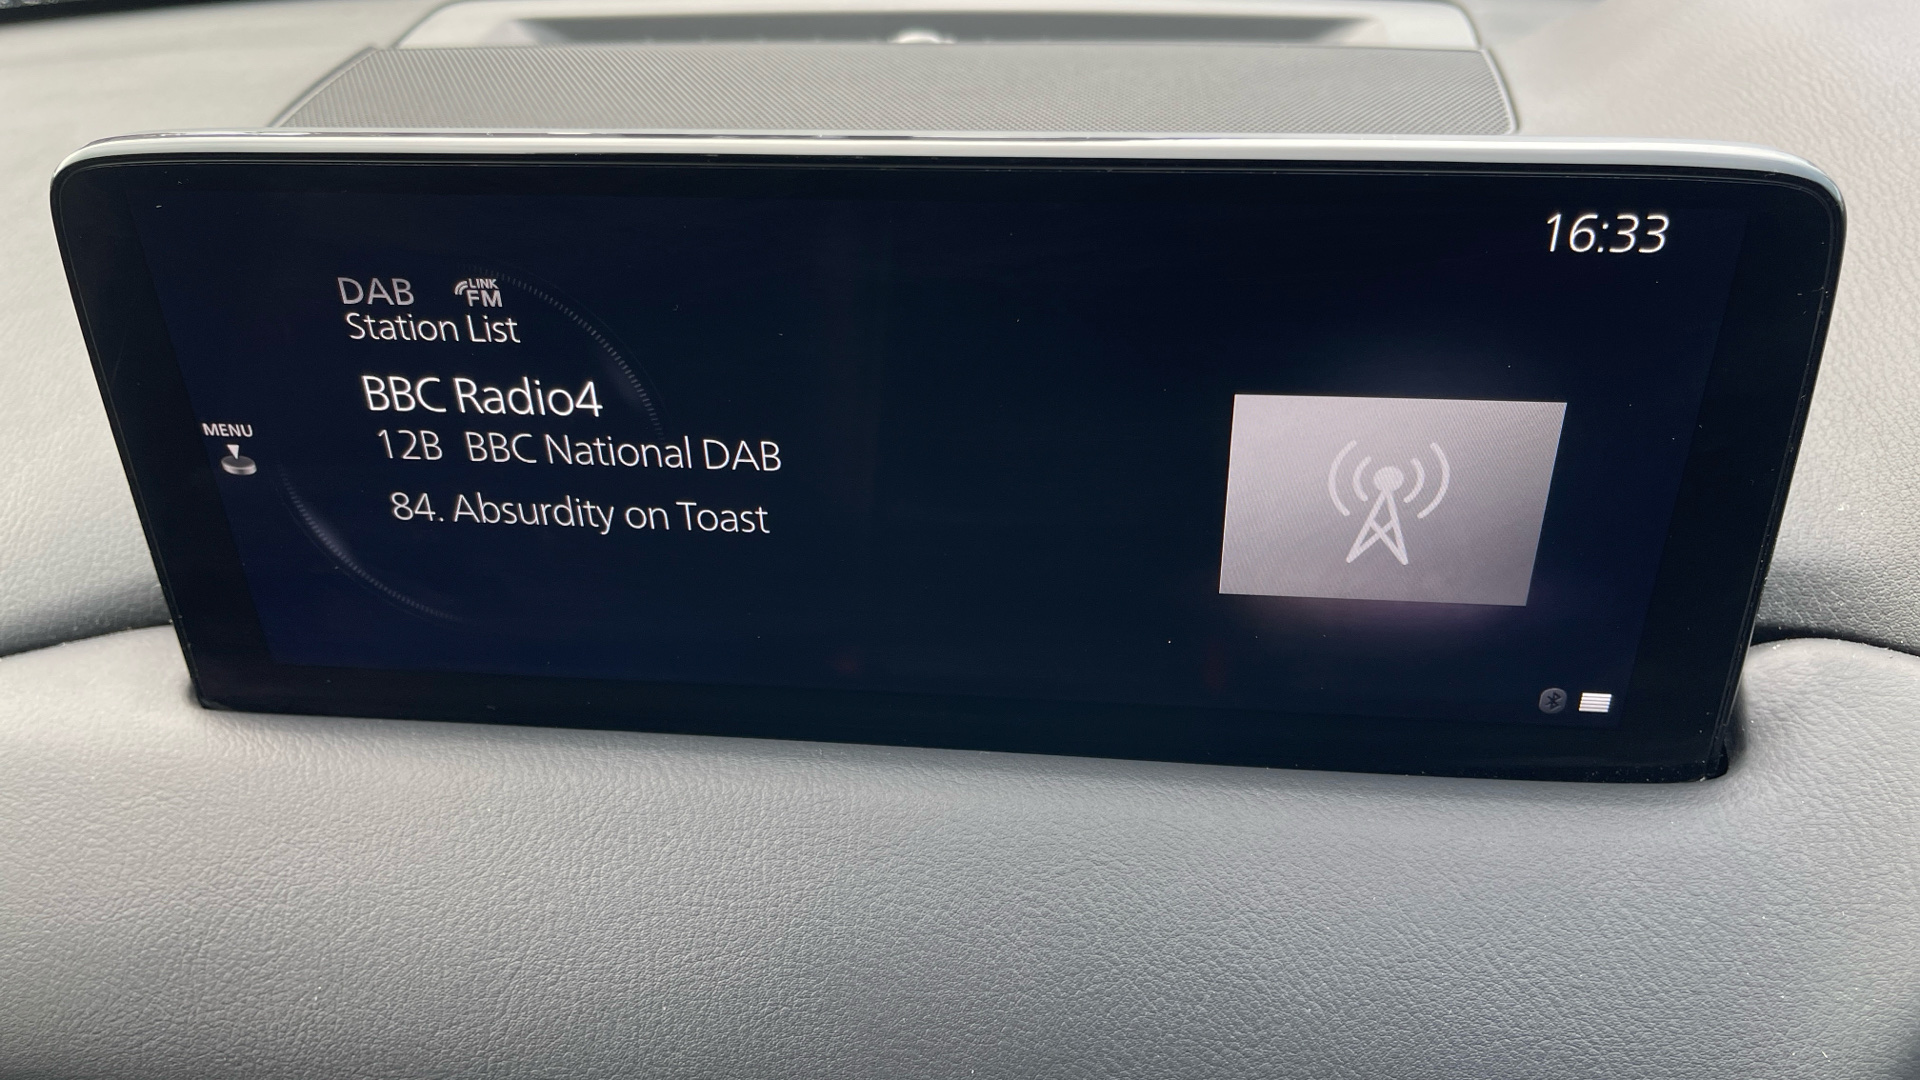 16:33
DAB LINK FM
Station List
BBC Radio4
MENU
12B BBC National DAB
84. Absurdity on Toast